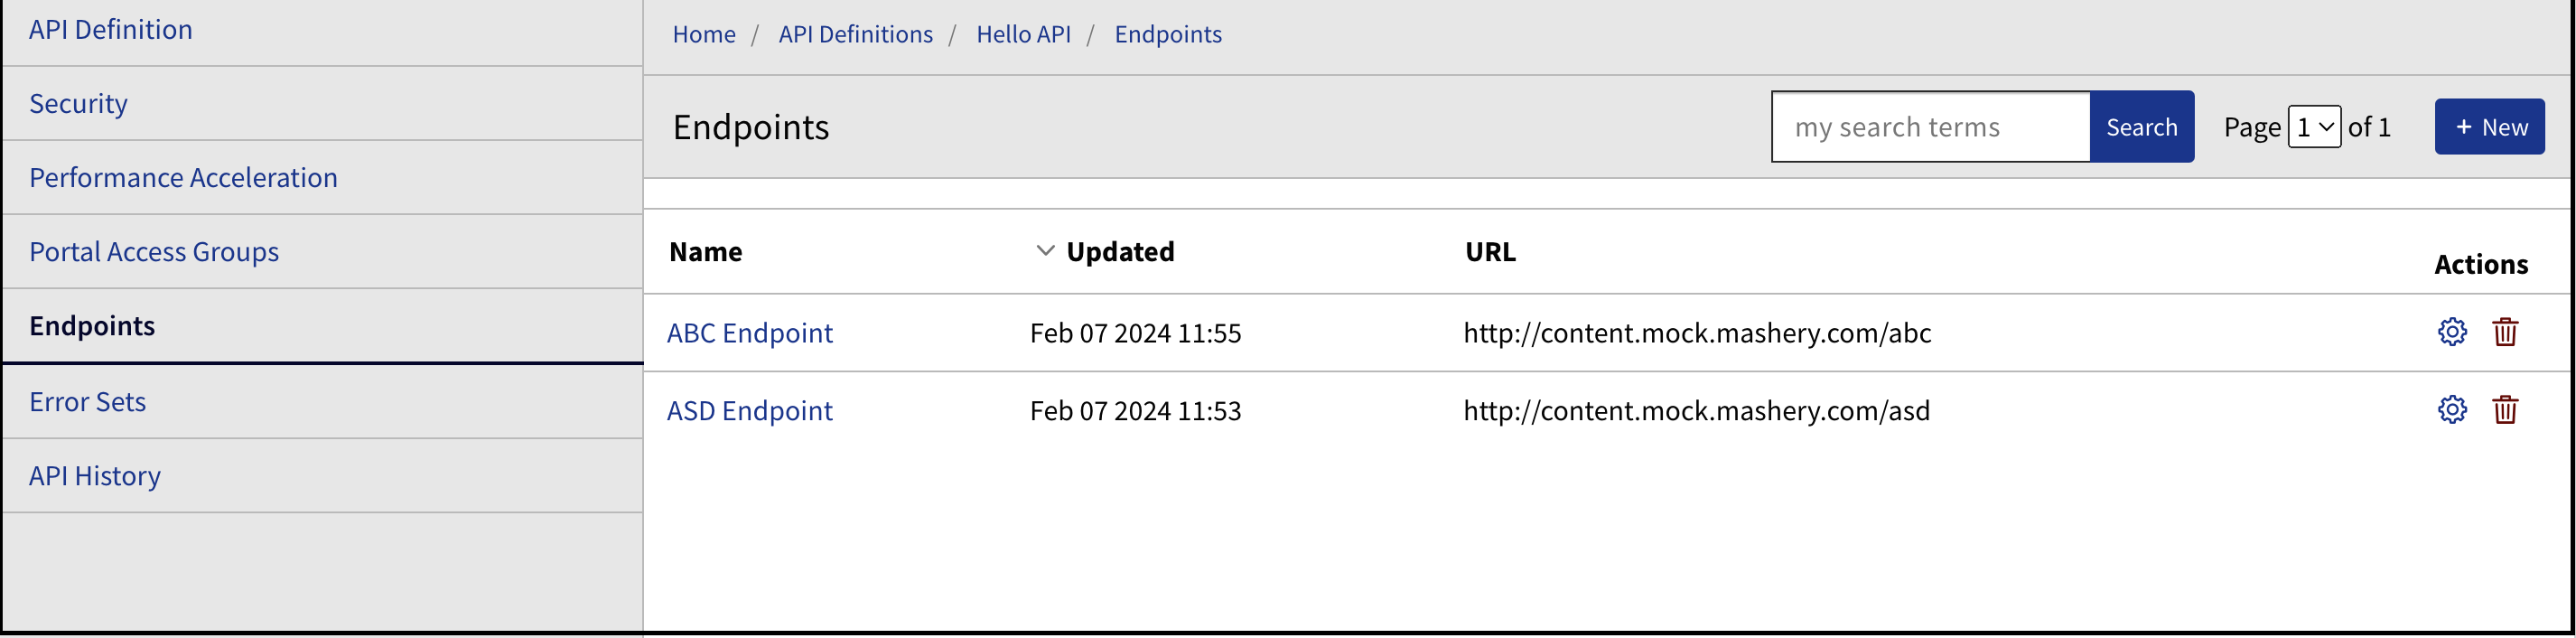 API Definition
Security
Performance Acceleration
Portal Access Groups
Endpoints
Error Sets
API History
Home / API Definitions / Hello API / Endpoints
Endpoints
my search terms Search Page 1 of 1 + New
Name Updated URL Actions
ABC Endpoint Feb 07 2024 11:55 http://content.mock.mashery.com/abc
ASD Endpoint Feb 07 2024 11:53 http://content.mock.mashery.com/asd